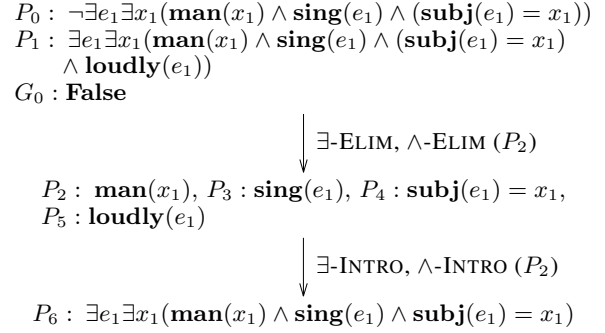 P₀ : ¬∃e₁∃x₁(man(x₁) ∧ sing(e₁) ∧ (subj(e₁) = x₁))
P₁ : ∃e₁∃x₁(man(x₁) ∧ sing(e₁) ∧ (subj(e₁) = x₁)
∧ loudly(e₁))
G₀ : False
∃-ELIM, ∧-ELIM (P₂)
P₂ : man(x₁), P₃ : sing(e₁), P₄ : subj(e₁) = x₁,
P₅ : loudly(e₁)
∃-INTRO, ∧-INTRO (P₂)
P₆ : ∃e₁∃x₁(man(x₁) ∧ sing(e₁) ∧ subj(e₁) = x₁)